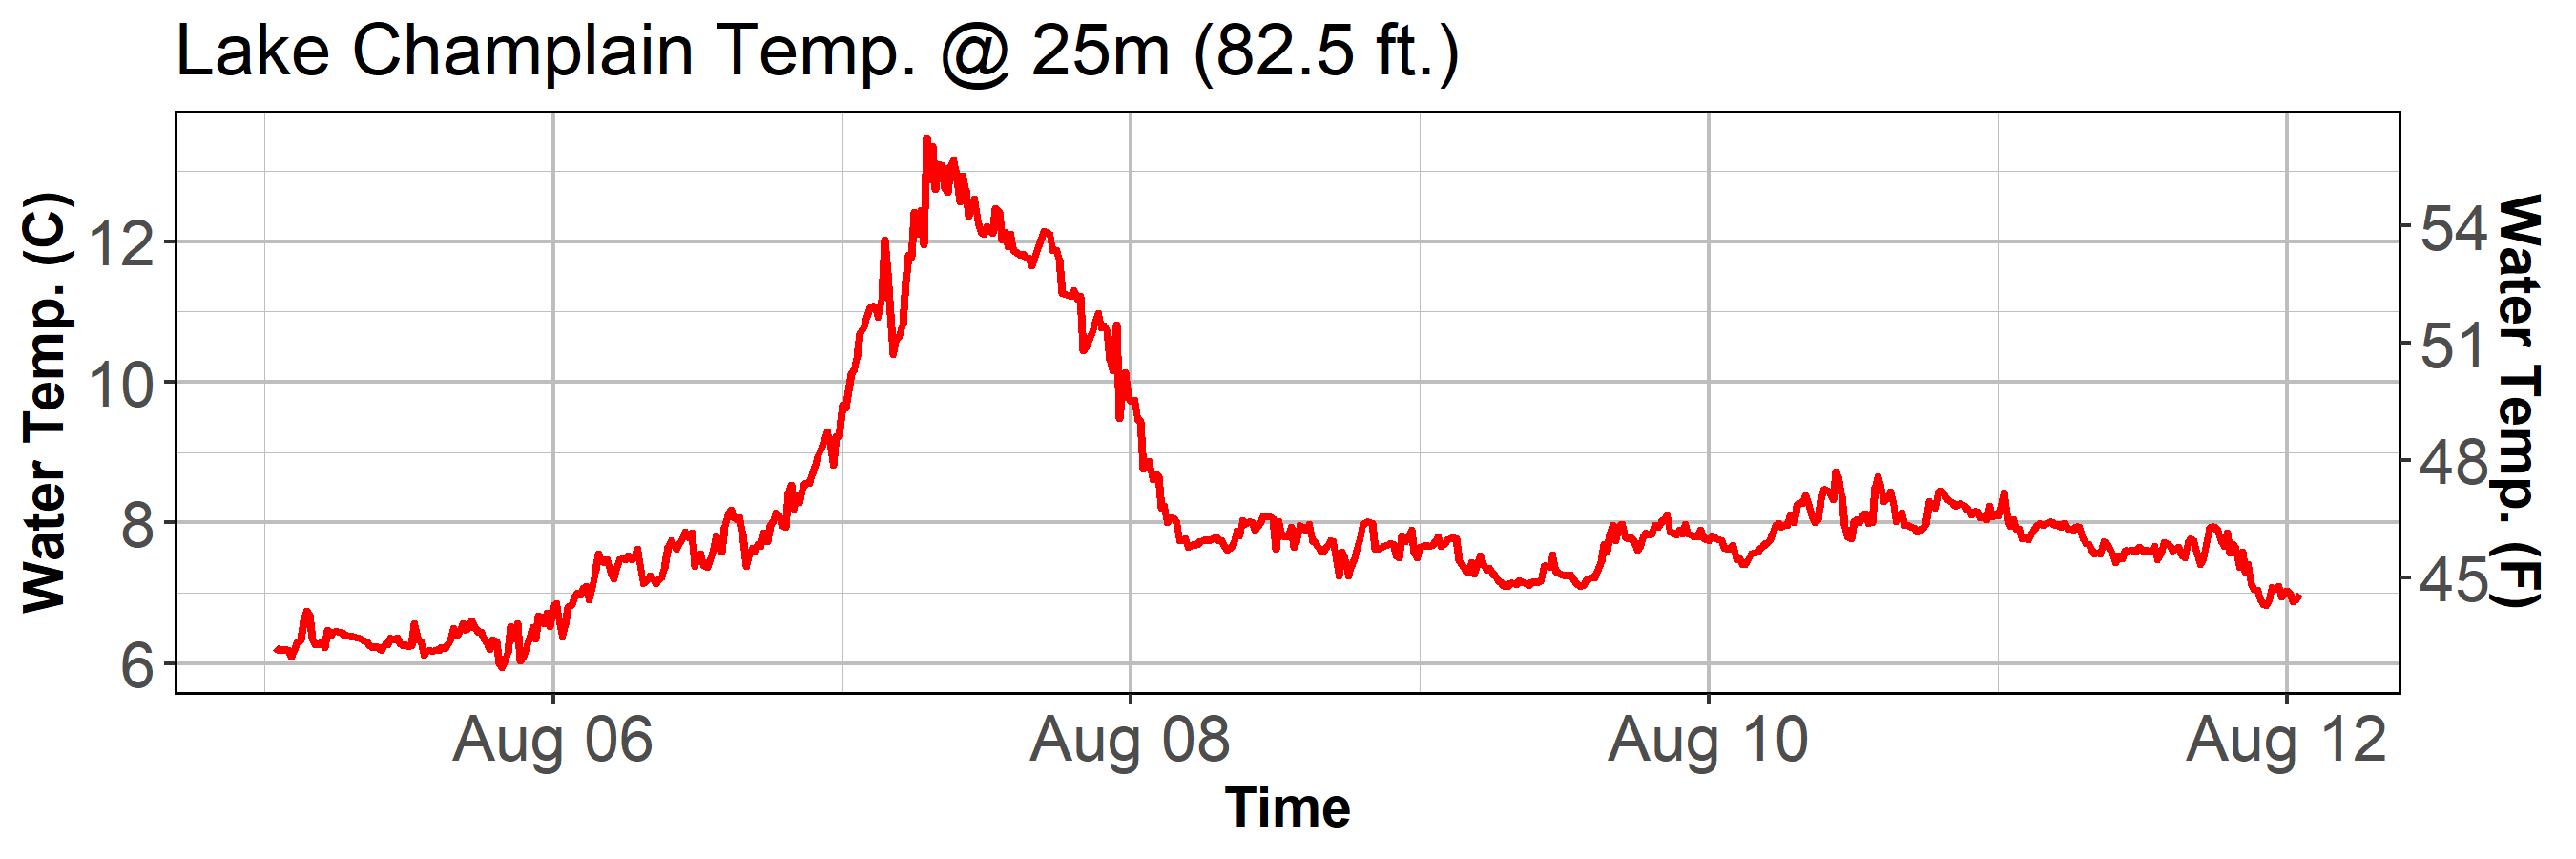 Lake Champlain Temp. @ 25m (82.5 ft.)
Water Temp. (C)
12
10
8
6
54
51
48
45
Water Temp. (F)
Aug 06
Aug 08
Aug 10
Aug 12
Time